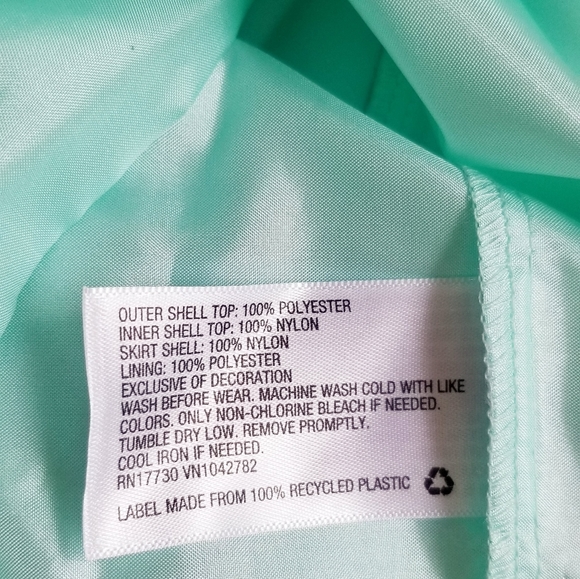 OUTER SHELL TOP: 100% POLYESTER
INNER SHELL TOP: 100% NYLON
SKIRT SHELL: 100% NYLON
LINING: 100% POLYESTER
EXCLUSIVE OF DECORATION
WASH BEFORE WEAR. MACHINE WASH COLD WITH LIKE
COLORS. ONLY NON-CHLORINE BLEACH IF NEEDED.
TUMBLE DRY LOW. REMOVE PROMPTLY.
COOL IRON IF NEEDED.
RN17730 VN1042782
LABEL MADE FROM 100% RECYCLED PLASTIC